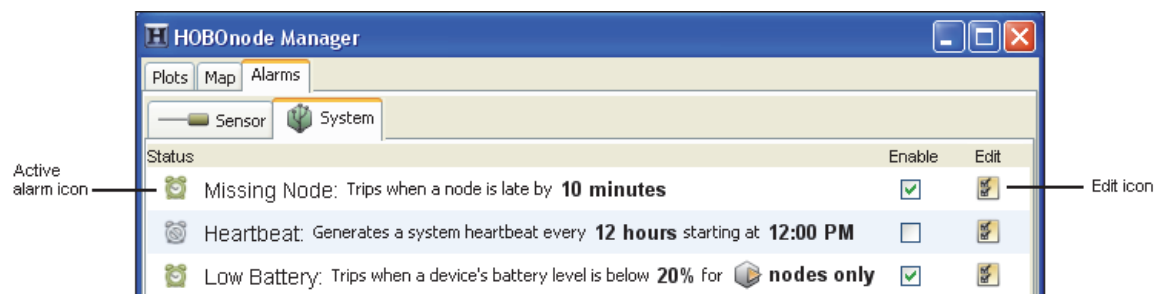 HOBOnode Manager
Plots Map Alarms
Sensor System
Status Enable Edit
Active
alarm icon
Missing Node: Trips when a node is late by 10 minutes
Edit icon
Heartbeat: Generates a system heartbeat every 12 hours starting at 12:00 PM
Low Battery: Trips when a device's battery level is below 20% for nodes only